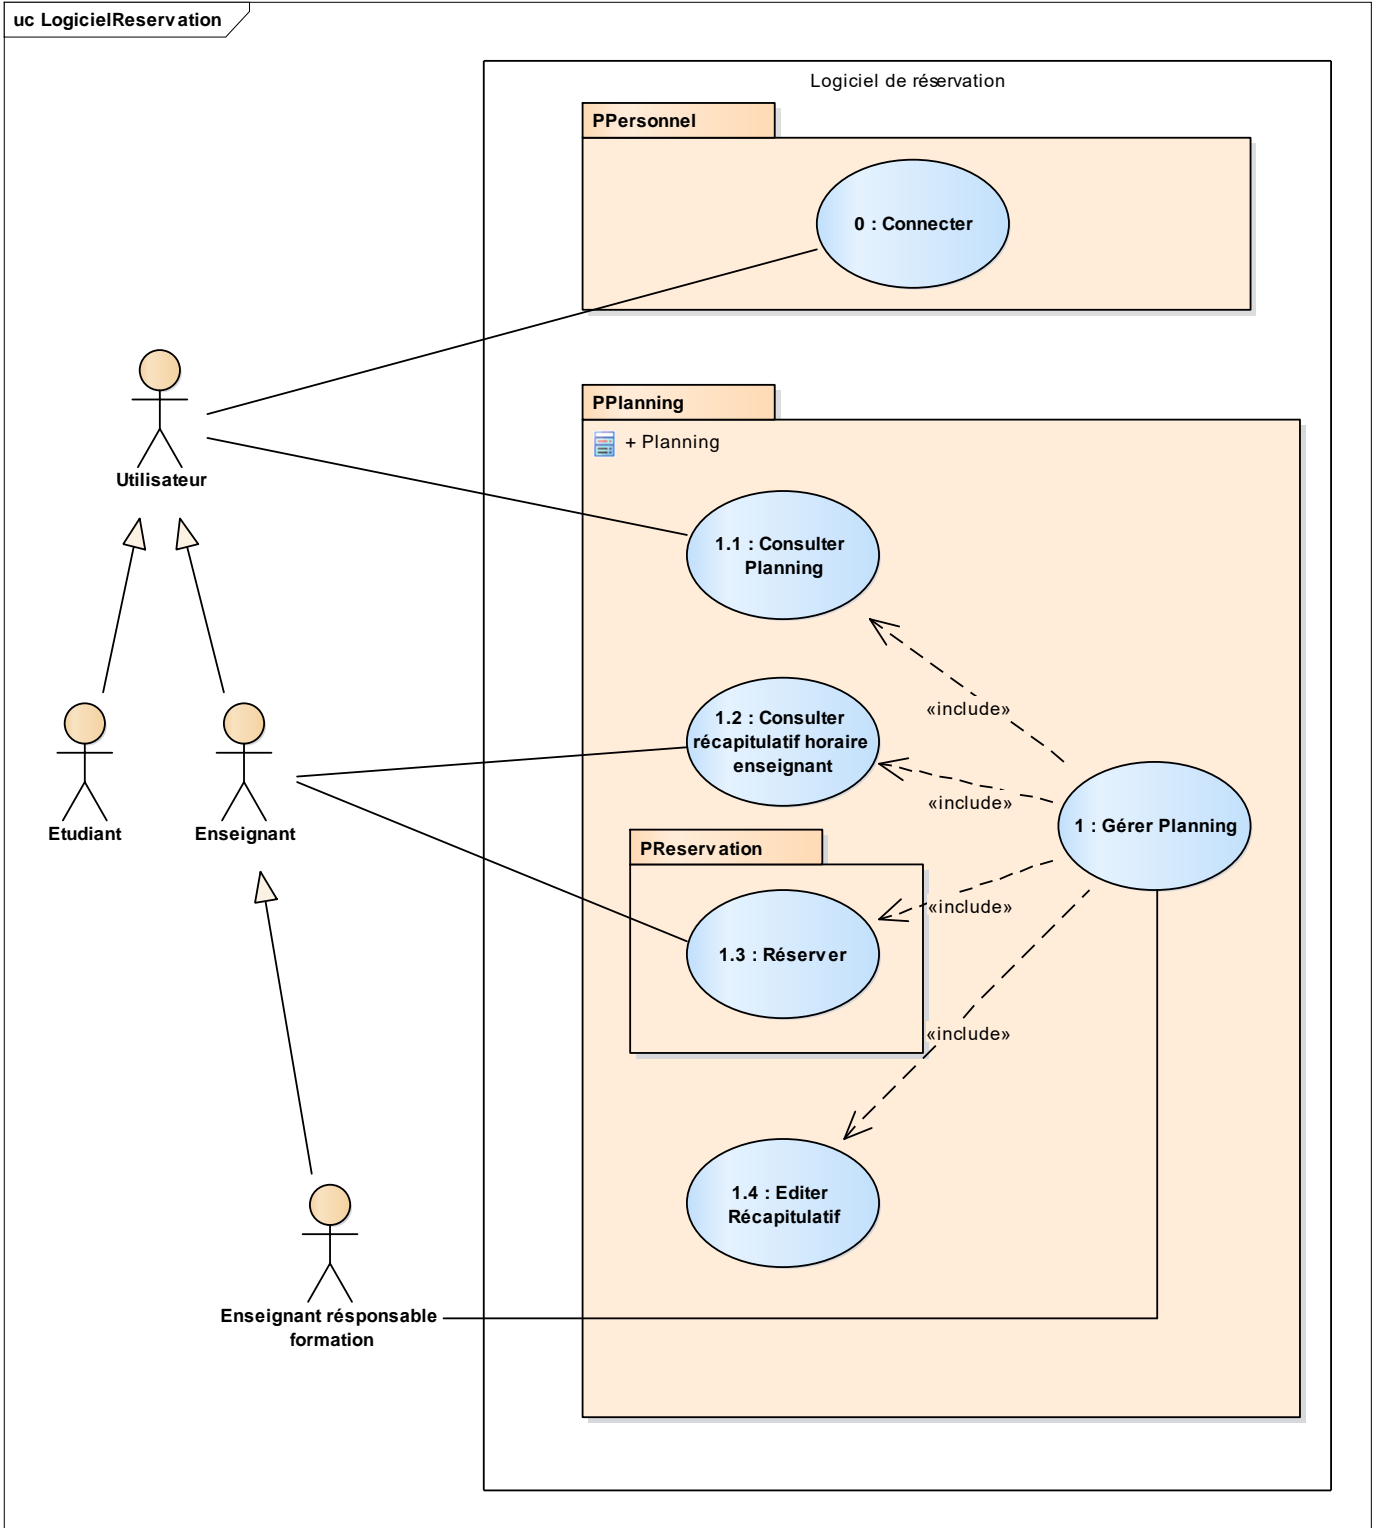 uc LogicielReservation
Logiciel de réservation
PPersonnel
0 : Connecter
Utilisateur
PPlanning
+ Planning
1.1 : Consulter
Planning
«include»
1.2 : Consulter
récapitulatif horaire
enseignant
«include»
1 : Gérer Planning
Etudiant
Enseignant
PReservation
«include»
1.3 : Réserver
«include»
1.4 : Editer
Récapitulatif
Enseignant résponsable
formation